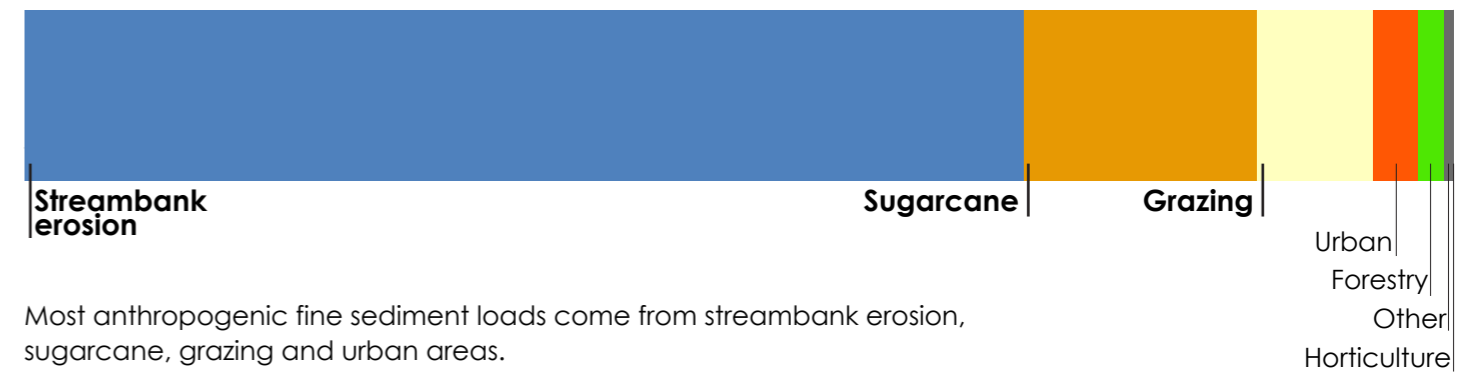 Streambank
erosion
Sugarcane
Grazing
Urban
Forestry
Other
Horticulture
Most anthropogenic fine sediment loads come from streambank erosion,
sugarcane, grazing and urban areas.